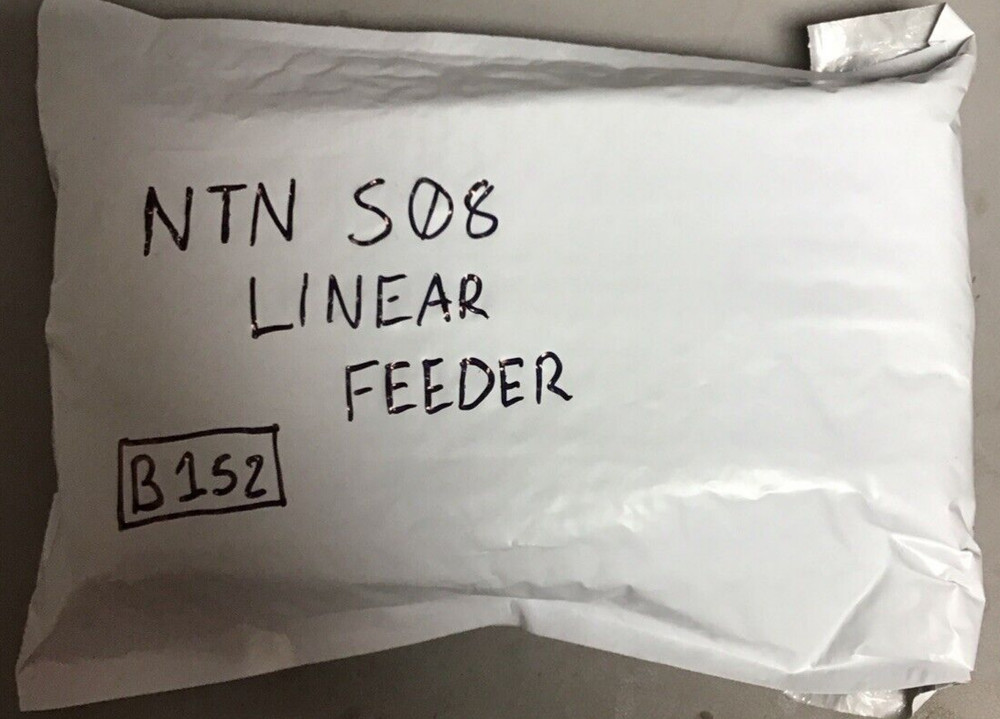 NTN S08
LINEAR
FEEDER
B152